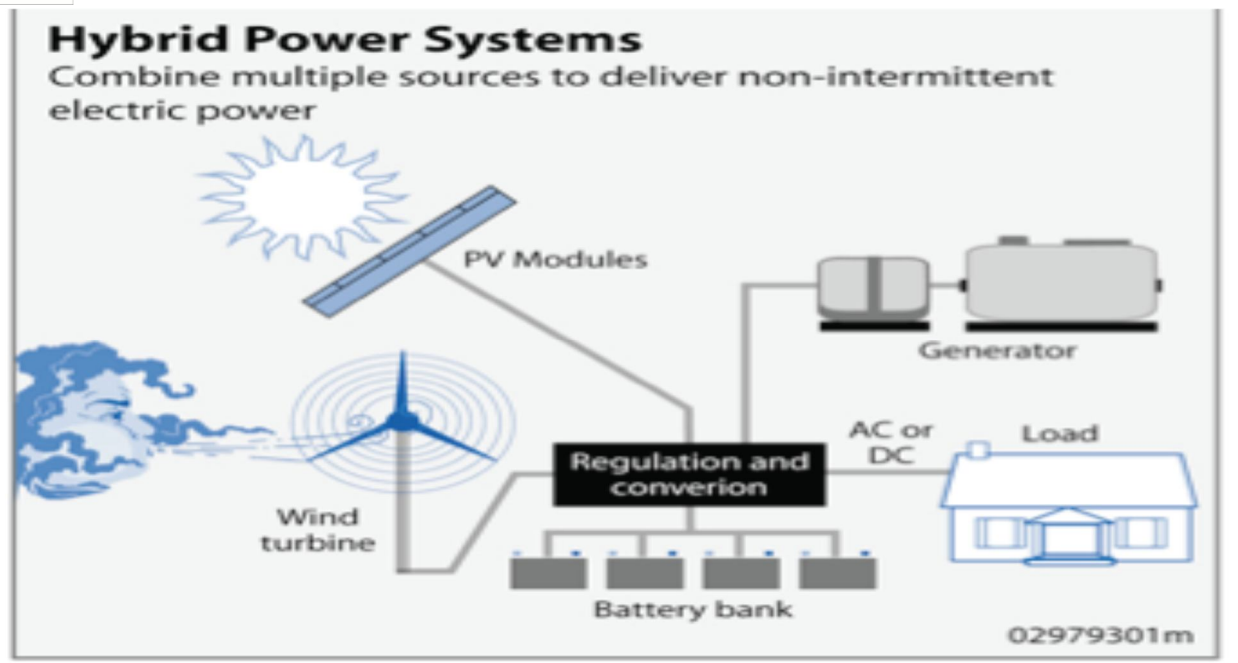 Hybrid Power Systems
Combine multiple sources to deliver non-intermittent
electric power
PV Modules
Generator
AC or
DC
Load
Regulation and
converion
Wind
turbine
Battery bank
02979301m